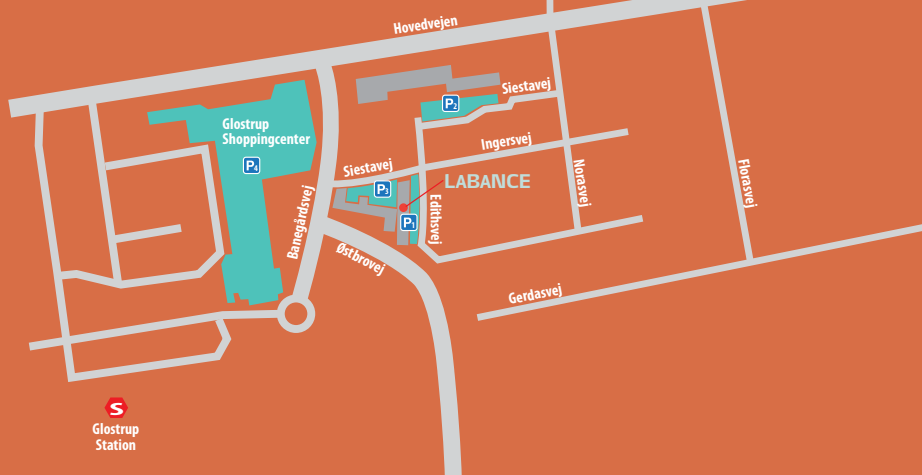 Hovedvejen
Siestavej
P2
Glostrup
Shoppingcenter
P4
Ingersvej
Siestavej
P3
LABANCE
Norasvej
Florasvej
Banegårdsvej
Edithsvej
P1
Østbrovej
Gerdasvej
S
Glostrup
Station